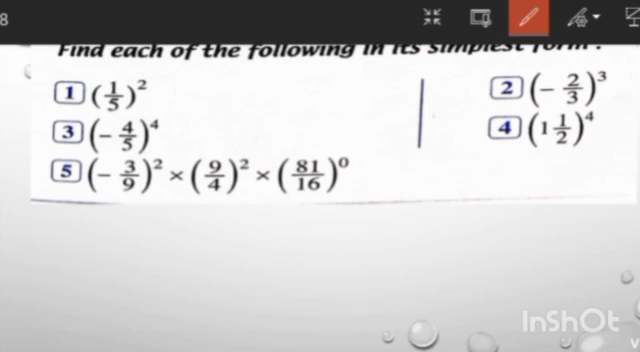 8
Find each of the following in its simplest form :
1 (1/5)²
2 (- 2/3)³
3 (- 4/5)⁴
4 (1 1/2)⁴
5 (- 3/9)² × (9/4)² × (81/16)⁰
InShOt